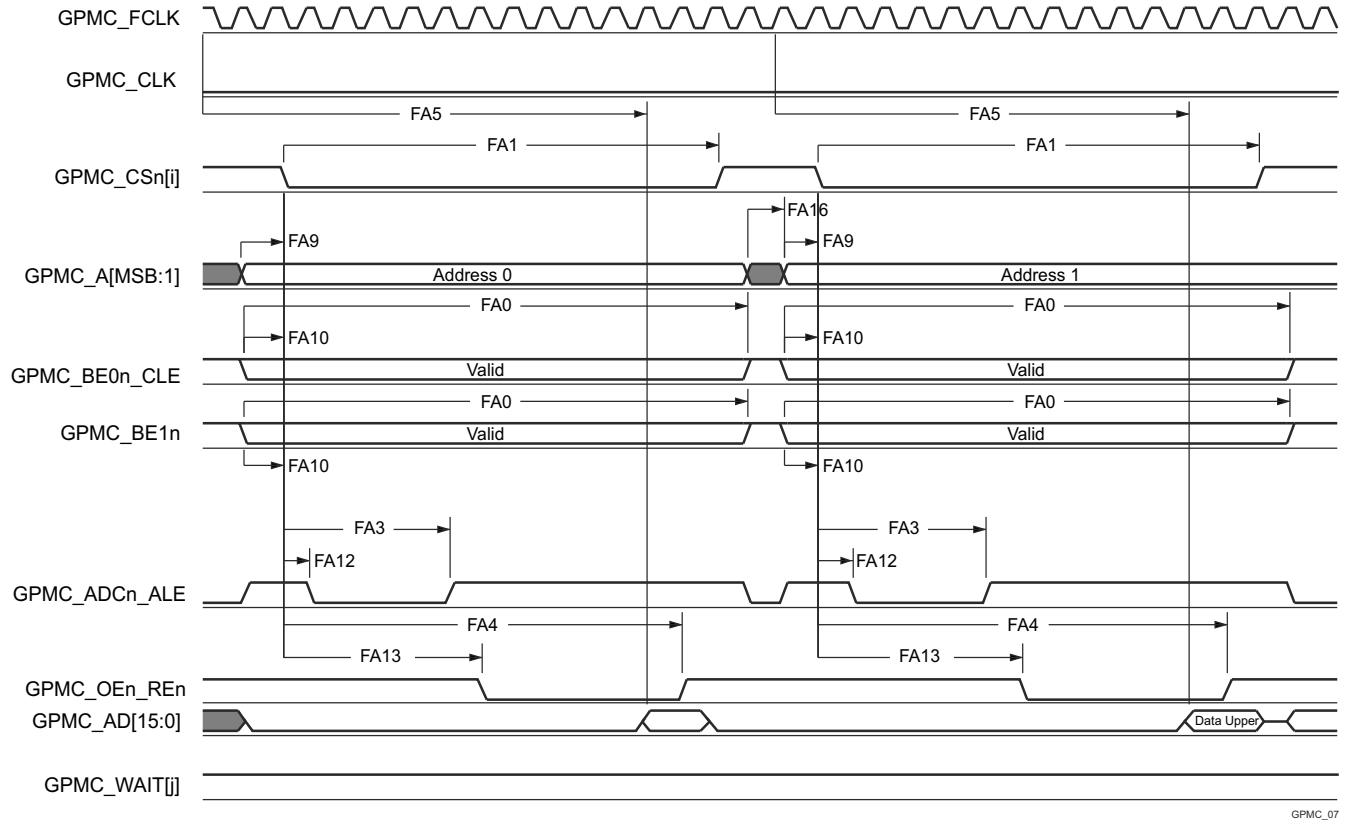 GPMC_FCLK
GPMC_CLK
FA5 FA5
FA1 FA1
GPMC_CSn[i]
FA16
FA9 FA9
GPMC_A[MSB:1] Address 0 Address 1
FA0 FA0
FA10 FA10
GPMC_BE0n_CLE Valid Valid
FA0 FA0
GPMC_BE1n Valid Valid
FA10 FA10
FA3 FA3
FA12 FA12
GPMC_ADCn_ALE
FA4 FA4
FA13 FA13
GPMC_OEn_REn
GPMC_AD[15:0] Data Upper
GPMC_WAIT[j]
GPMC_07